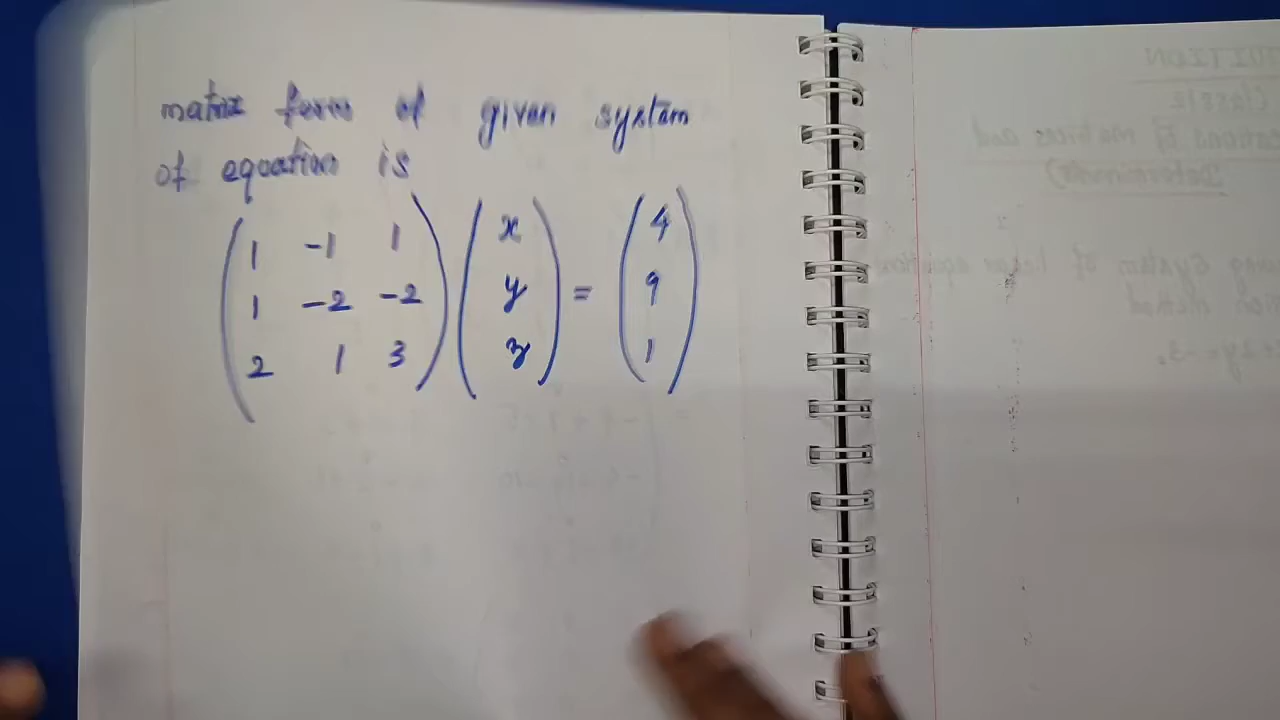 matrix form of given system
of equation is
( 1 -1 1 ) ( x ) = ( 4 )
( 1 -2 -2 ) ( y ) ( 9 )
( 2 1 3 ) ( z ) ( 1 )